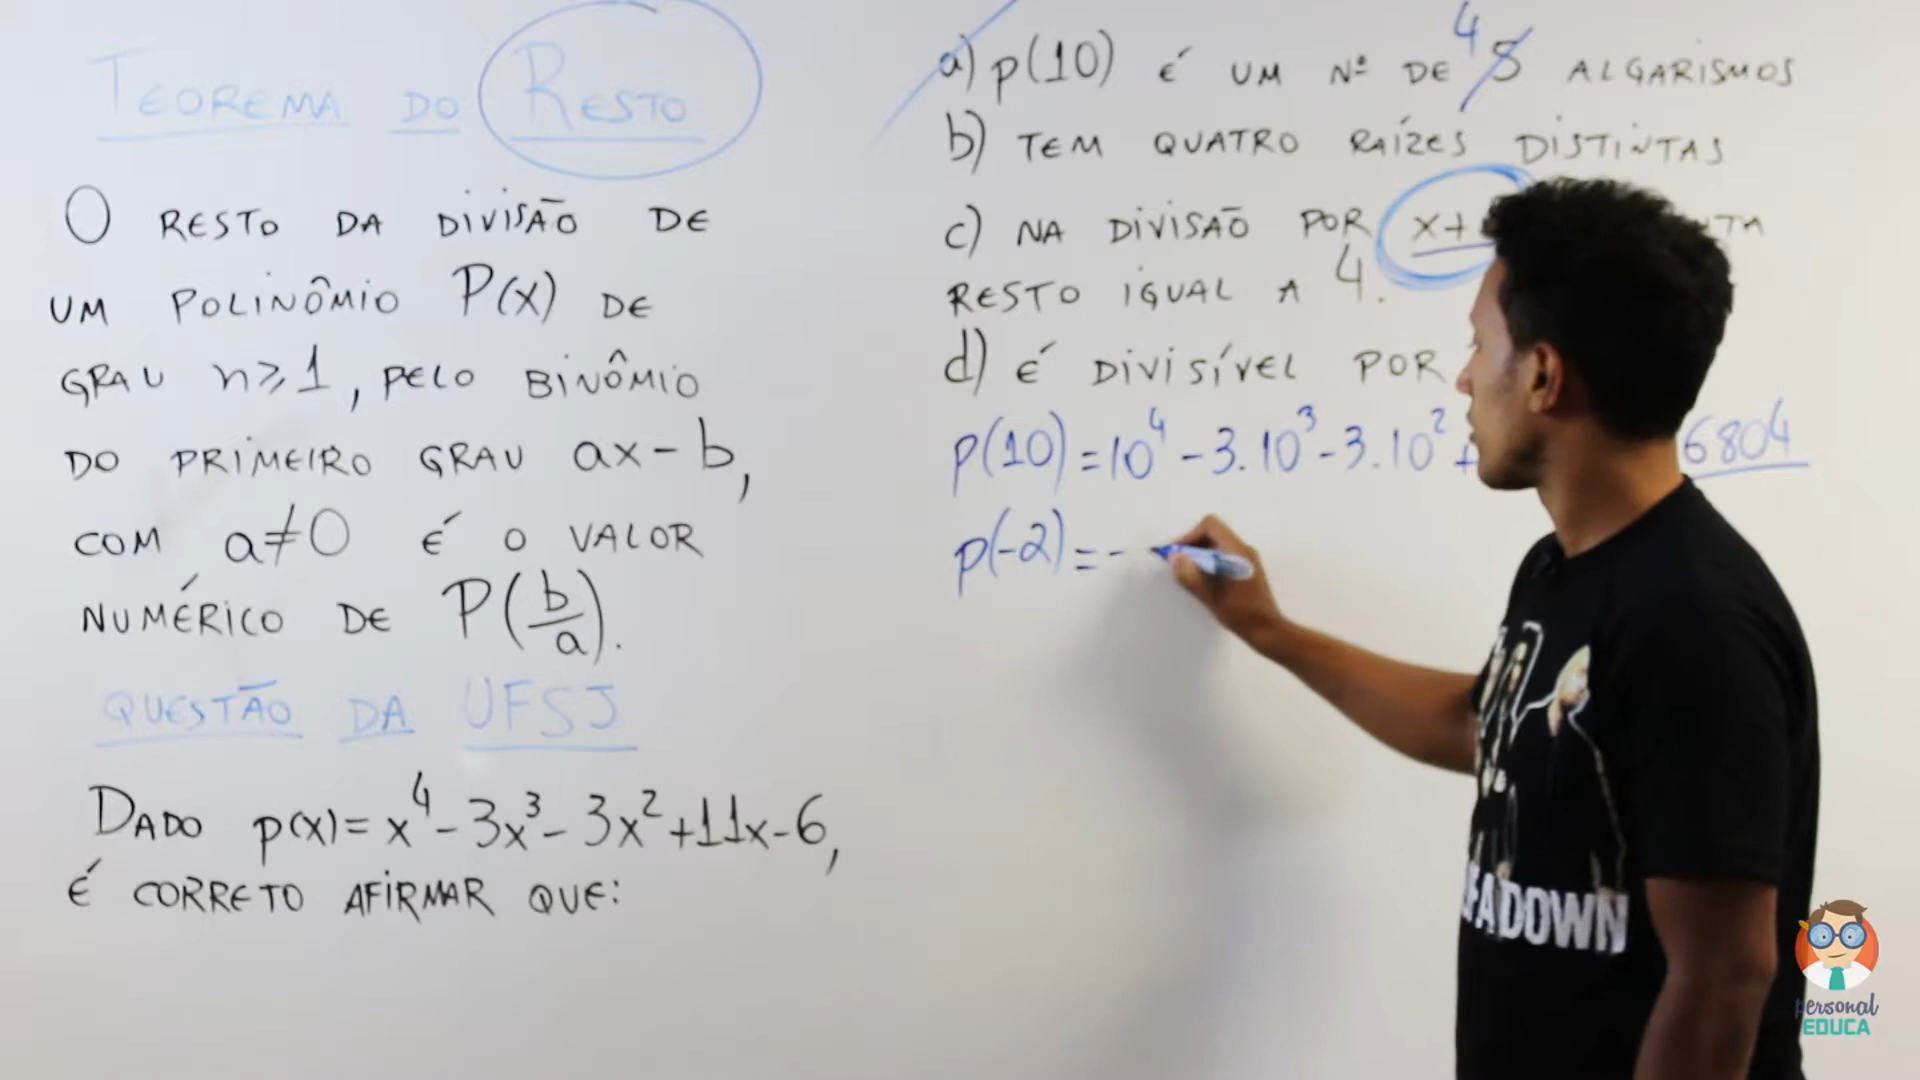 TEOREMA DO RESTO
O RESTO DA DIVISÃO DE
UM POLINÔMIO P(x) DE
GRAU n⩾1, PELO BINÔMIO
DO PRIMEIRO GRAU ax-b,
COM a≠0 É O VALOR
NUMÉRICO DE P(b/a).
QUESTÃO DA UFSJ
DADO p(x)= x⁴-3x³-3x²+11x-6,
É CORRETO AFIRMAR QUE:
a) p(10) É UM Nº DE 4 5 ALGARISMOS
b) TEM QUATRO RAÍZES DISTINTAS
c) NA DIVISÃO POR x+
RESTO IGUAL A 4.
d) É DIVISÍVEL POR
p(10)=10⁴-3.10³-3.10²+ 6804
p(-2)=-
ADOWN
personal
EDUCA